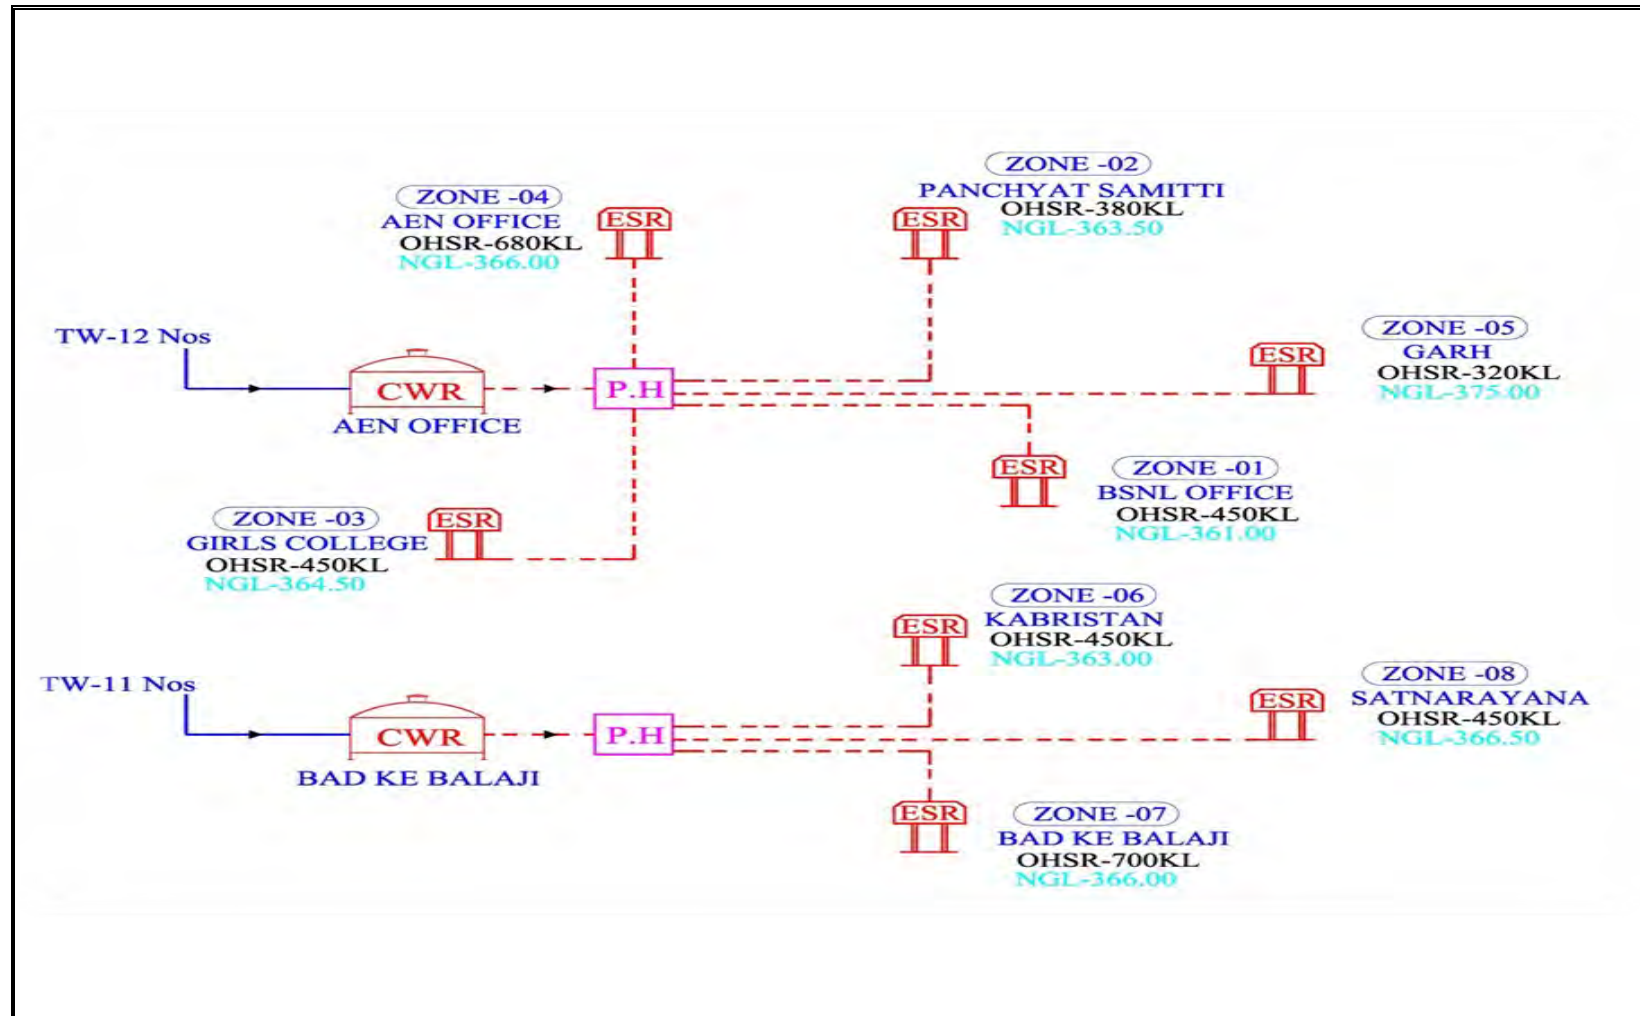 ZONE -02
PANCHYAT SAMITTI
OHSR-380KL
NGL-363.50
ESR
ZONE -04
AEN OFFICE
OHSR-680KL
NGL-366.00
ESR
TW-12 Nos
CWR
AEN OFFICE
P.H
ESR
ZONE -05
GARH
OHSR-320KL
NGL-375.00
ESR
ZONE -01
BSNL OFFICE
OHSR-450KL
NGL-361.00
ZONE -03
GIRLS COLLEGE
OHSR-450KL
NGL-364.50
ESR
ZONE -06
KABRISTAN
OHSR-450KL
NGL-363.00
ESR
TW-11 Nos
CWR
BAD KE BALAJI
P.H
ESR
ZONE -08
SATNARAYANA
OHSR-450KL
NGL-366.50
ESR
ZONE -07
BAD KE BALAJI
OHSR-700KL
NGL-366.00